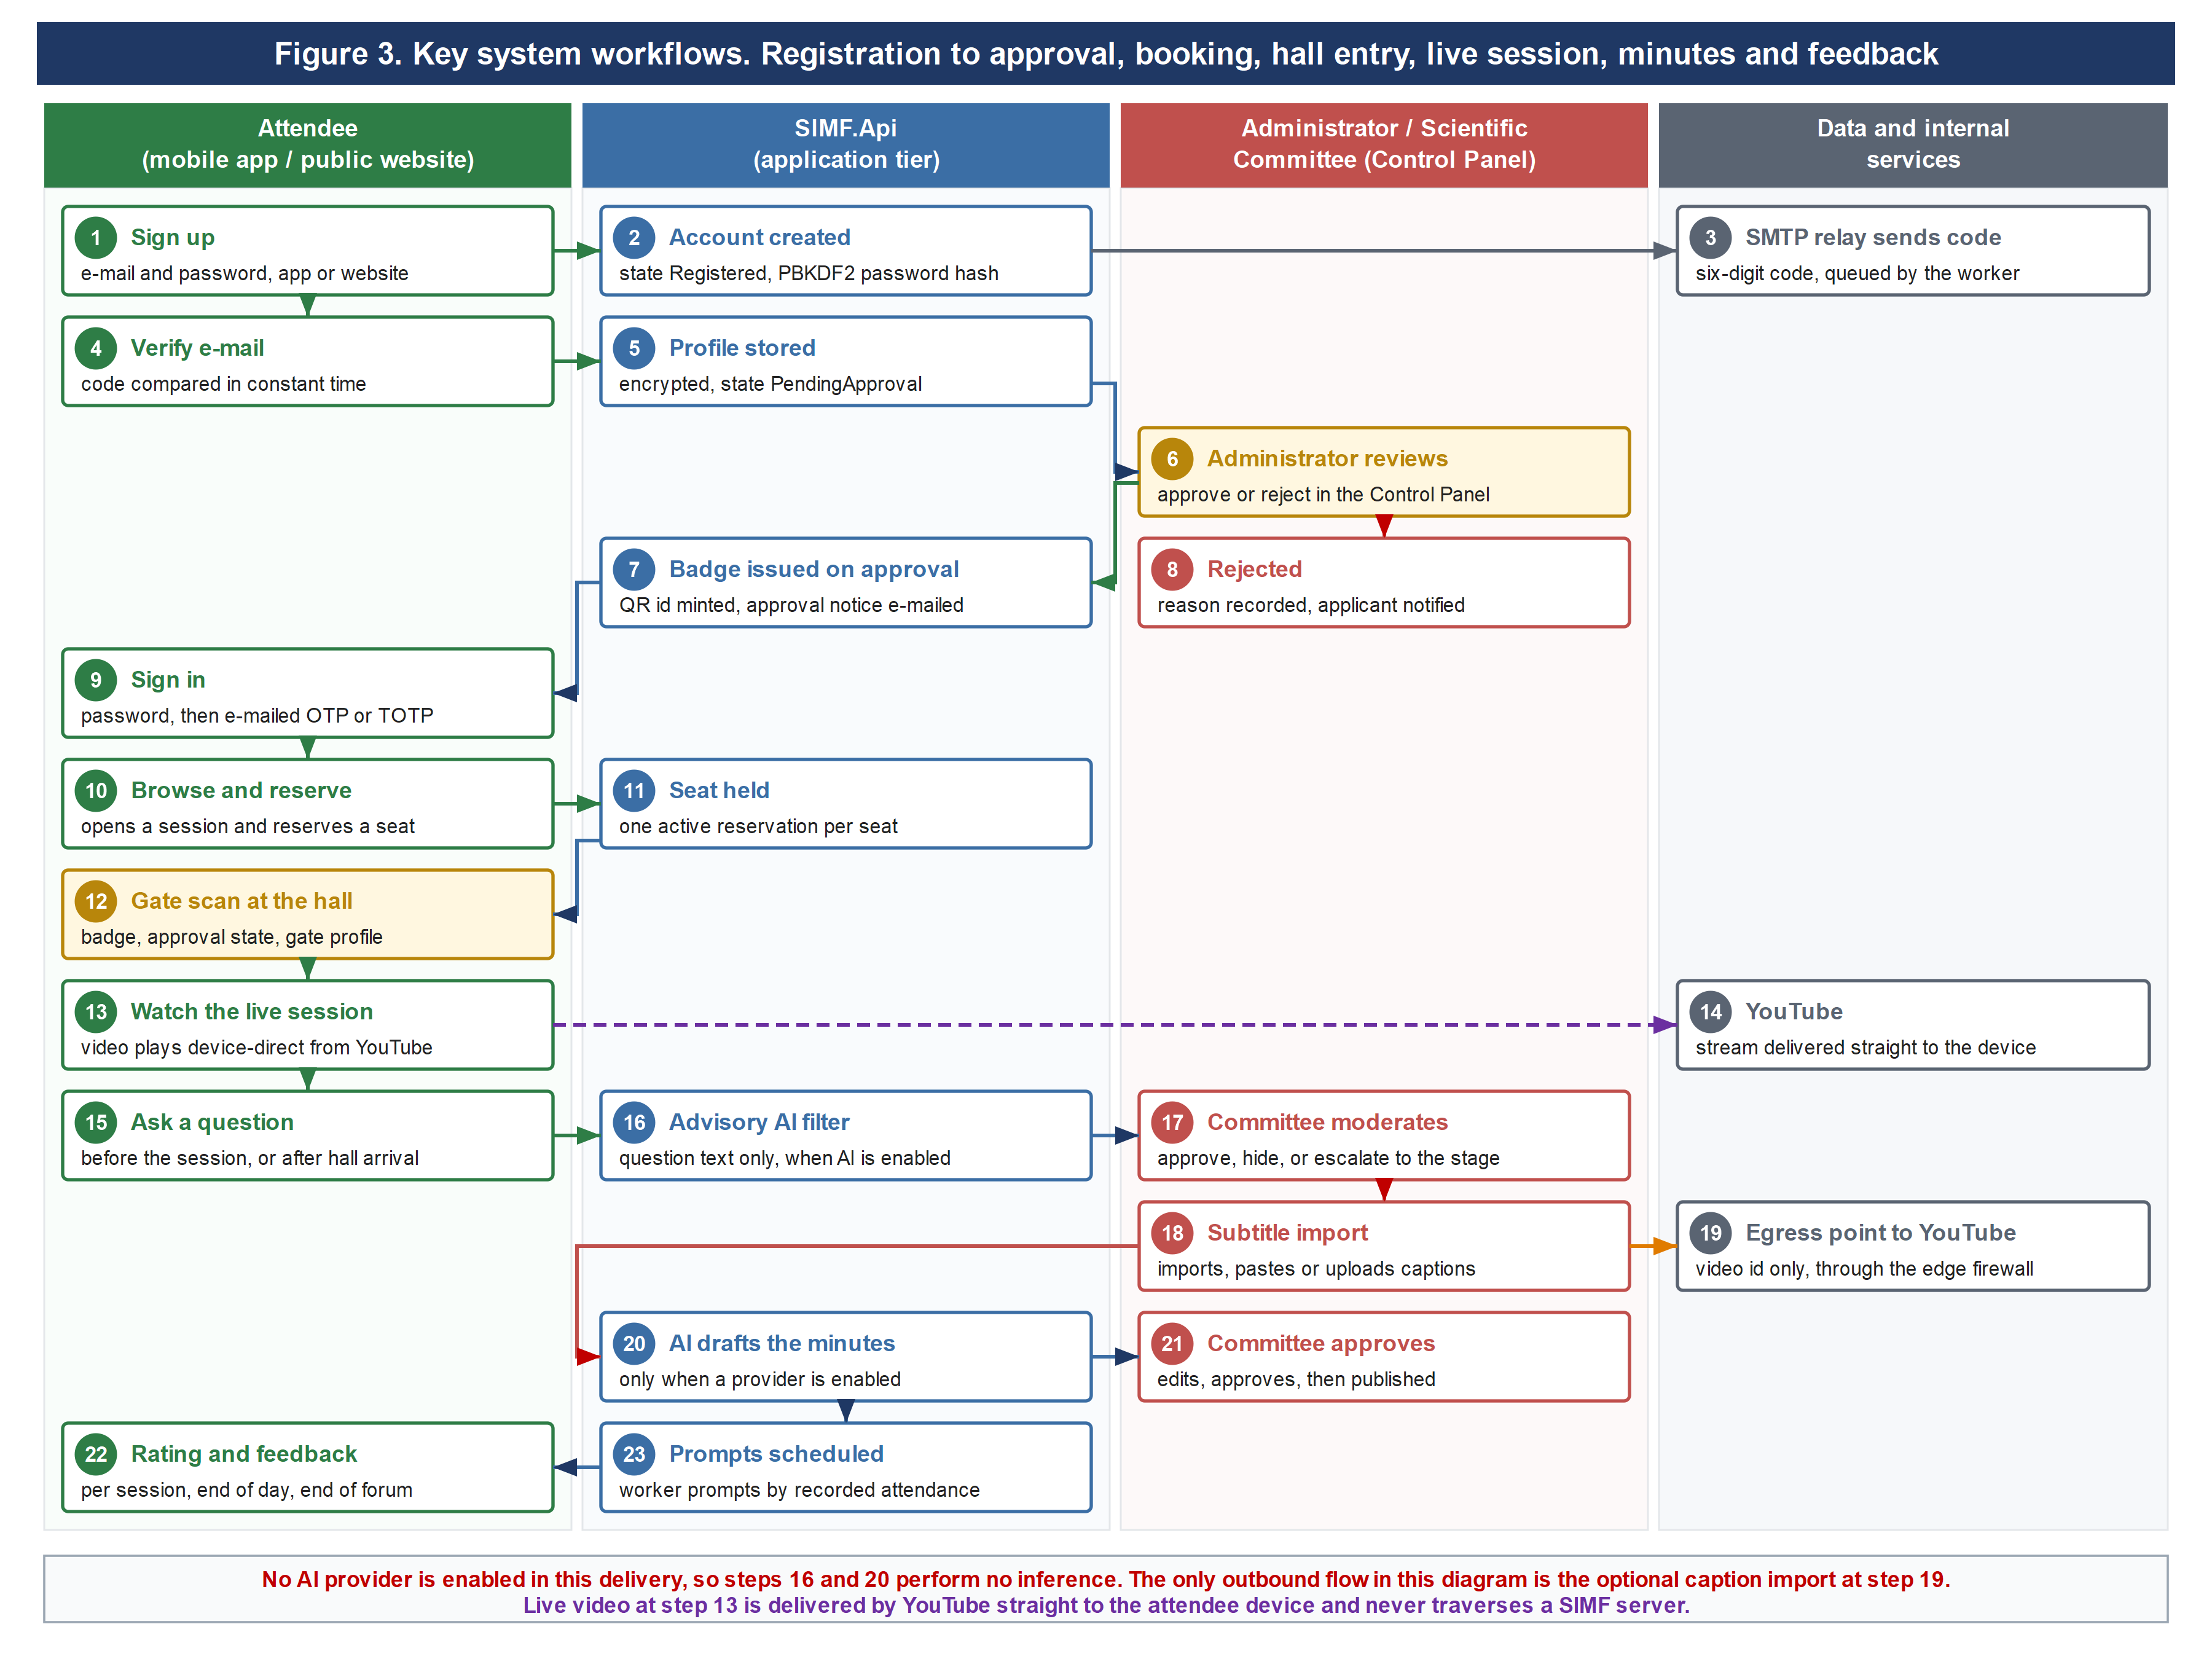 Figure 3. Key system workflows. Registration to approval, booking, hall entry, live session, minutes and feedback
Attendee
(mobile app / public website)
SIMF.Api
(application tier)
Administrator / Scientific
Committee (Control Panel)
Data and internal
services
1 Sign up
e-mail and password, app or website
2 Account created
state Registered, PBKDF2 password hash
3 SMTP relay sends code
six-digit code, queued by the worker
4 Verify e-mail
code compared in constant time
5 Profile stored
encrypted, state PendingApproval
6 Administrator reviews
approve or reject in the Control Panel
7 Badge issued on approval
QR id minted, approval notice e-mailed
8 Rejected
reason recorded, applicant notified
9 Sign in
password, then e-mailed OTP or TOTP
10 Browse and reserve
opens a session and reserves a seat
11 Seat held
one active reservation per seat
12 Gate scan at the hall
badge, approval state, gate profile
13 Watch the live session
video plays device-direct from YouTube
14 YouTube
stream delivered straight to the device
15 Ask a question
before the session, or after hall arrival
16 Advisory AI filter
question text only, when AI is enabled
17 Committee moderates
approve, hide, or escalate to the stage
18 Subtitle import
imports, pastes or uploads captions
19 Egress point to YouTube
video id only, through the edge firewall
20 AI drafts the minutes
only when a provider is enabled
21 Committee approves
edits, approves, then published
22 Rating and feedback
per session, end of day, end of forum
23 Prompts scheduled
worker prompts by recorded attendance
No AI provider is enabled in this delivery, so steps 16 and 20 perform no inference. The only outbound flow in this diagram is the optional caption import at step 19.
Live video at step 13 is delivered by YouTube straight to the attendee device and never traverses a SIMF server.